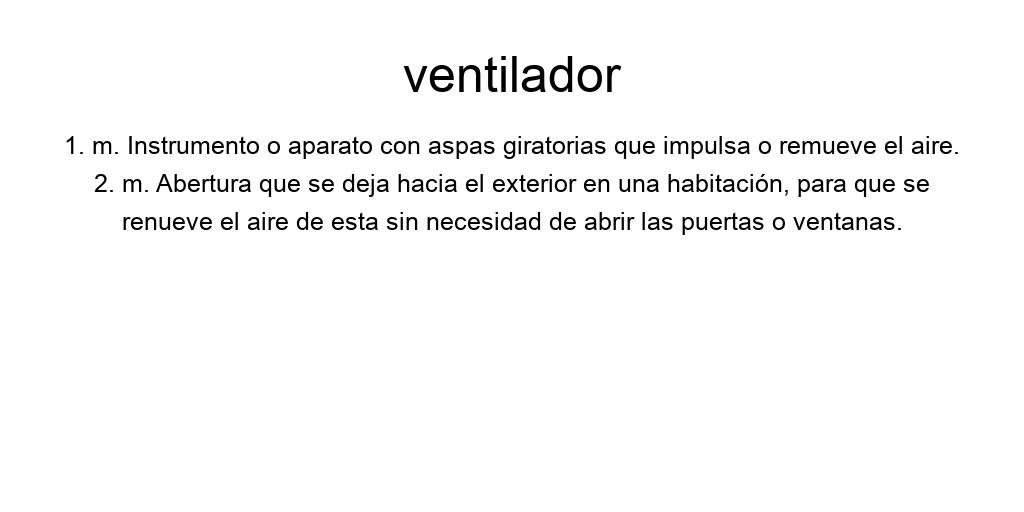 ventilador
1. m. Instrumento o aparato con aspas giratorias que impulsa o remueve el aire.
2. m. Abertura que se deja hacia el exterior en una habitación, para que se
renueve el aire de esta sin necesidad de abrir las puertas o ventanas.